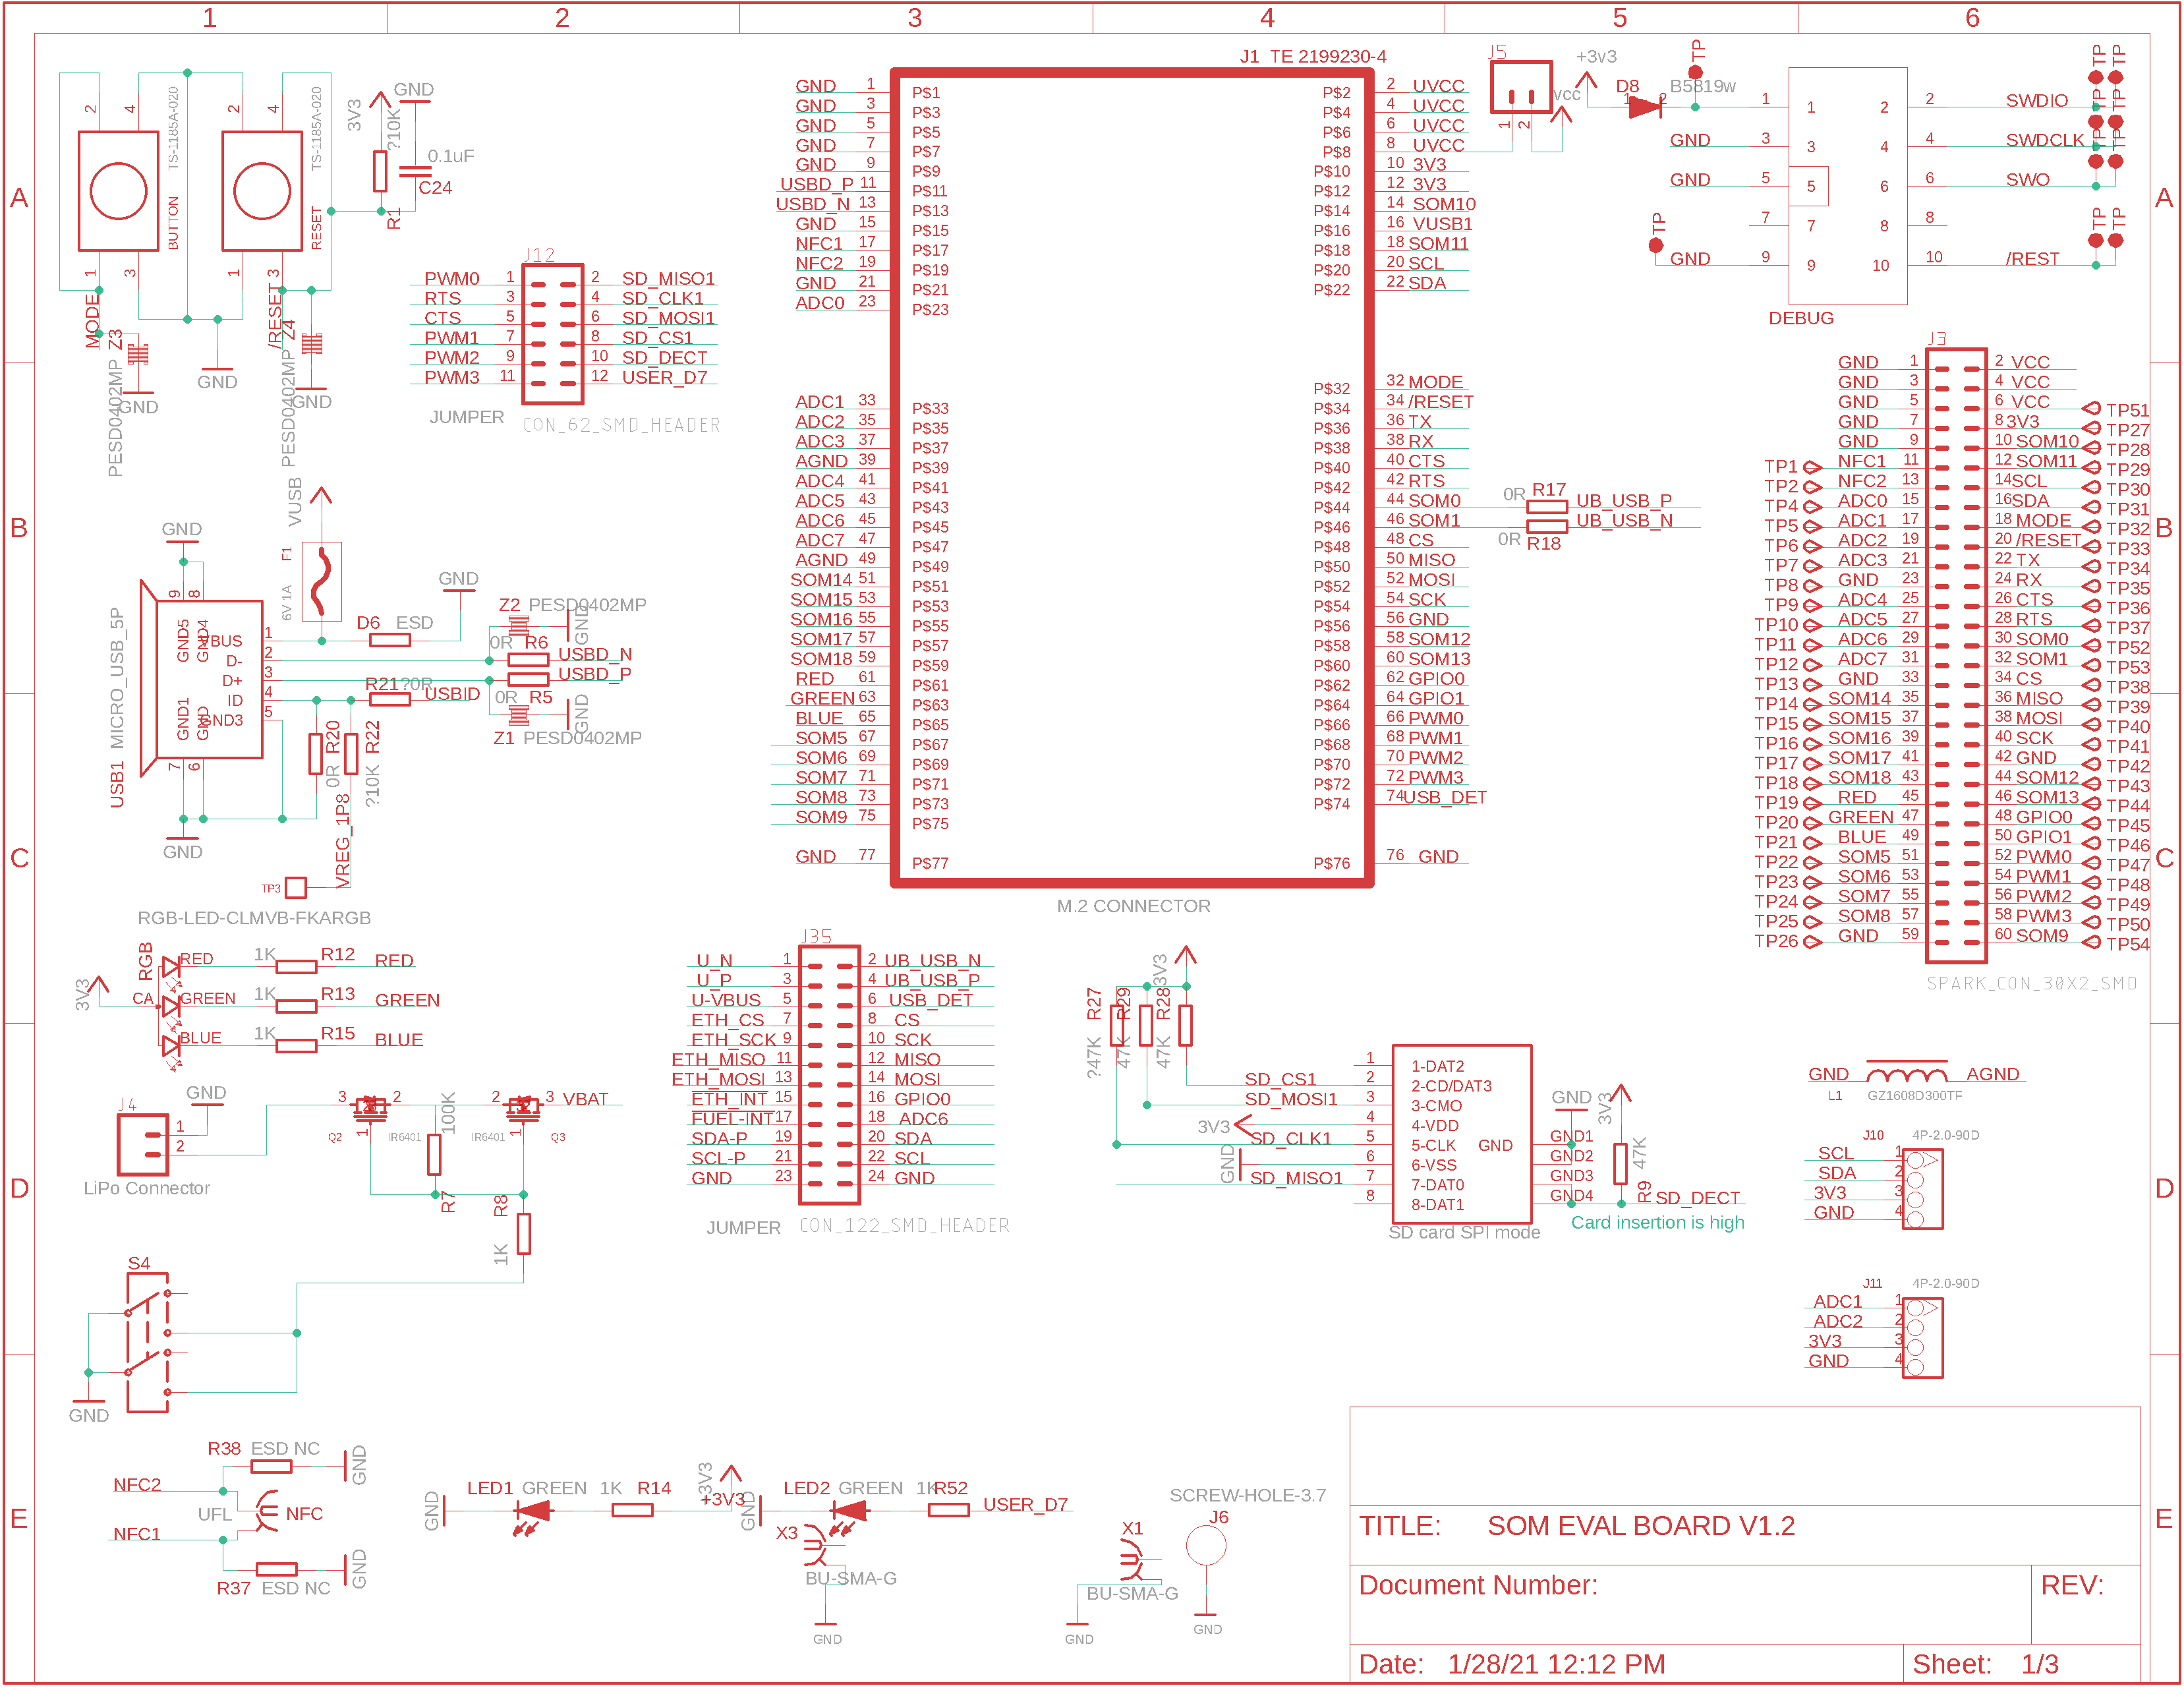 1 2 3 4 5 6
A
B
C
D
E
A
B
C
D
E
2 4 2 4
TS-1185A-020
BUTTON
TS-1185A-020
RESET
1 3 1 3
3V3
?10K
GND
0.1uF
C24
R1
MODE
Z3
PESD0402MP
GND
GND
/RESET
Z4
PESD0402MP
GND
J12
PWM0 1 2 SD_MISO1
RTS 3 4 SD_CLK1
CTS 5 6 SD_MOSI1
PWM1 7 8 SD_CS1
PWM2 9 10 SD_DECT
PWM3 11 12 USER_D7
JUMPER CON_62_SMD_HEADER
J1 TE 2199230-4
GND 1 P$1
GND 3 P$3
GND 5 P$5
GND 7 P$7
GND 9 P$9
USBD_P 11 P$11
USBD_N 13 P$13
GND 15 P$15
NFC1 17 P$17
NFC2 19 P$19
GND 21 P$21
ADC0 23 P$23
ADC1 33 P$33
ADC2 35 P$35
ADC3 37 P$37
AGND 39 P$39
ADC4 41 P$41
ADC5 43 P$43
ADC6 45 P$45
ADC7 47 P$47
AGND 49 P$49
SOM14 51 P$51
SOM15 53 P$53
SOM16 55 P$55
SOM17 57 P$57
SOM18 59 P$59
RED 61 P$61
GREEN 63 P$63
BLUE 65 P$65
SOM5 67 P$67
SOM6 69 P$69
SOM7 71 P$71
SOM8 73 P$73
SOM9 75 P$75
GND 77 P$77
P$2 2 UVCC
P$4 4 UVCC
P$6 6 UVCC
P$8 8 UVCC
P$10 10 3V3
P$12 12 3V3
P$14 14 SOM10
P$16 16 VUSB1
P$18 18 SOM11
P$20 20 SCL
P$22 22 SDA
P$32 32 MODE
P$34 34 /RESET
P$36 36 TX
P$38 38 RX
P$40 40 CTS
P$42 42 RTS
P$44 44 SOM0
P$46 46 SOM1
P$48 48 CS
P$50 50 MISO
P$52 52 MOSI
P$54 54 SCK
P$56 56 GND
P$58 58 SOM12
P$60 60 SOM13
P$62 62 GPIO0
P$64 64 GPIO1
P$66 66 PWM0
P$68 68 PWM1
P$70 70 PWM2
P$72 72 PWM3
P$74 74 USB_DET
P$76 76 GND
M.2 CONNECTOR
0R R17 UB_USB_P
0R R18 UB_USB_N
J5
1 2
vcc
+3v3
D8
1 2
B5819w
TP
1 1 2 2 SWDIO
GND 3 3 4 4 SWDCLK
GND 5 5 6 6 SWO
7 7 8 8
GND 9 9 10 10 /REST
TP
TP TP
TP TP
TP TP
TP TP
DEBUG
J3
GND 1 2 VCC
GND 3 4 VCC
GND 5 6 VCC TP51
GND 7 8 3V3 TP27
GND 9 10 SOM10 TP28
TP1 NFC1 11 12 SOM11 TP29
TP2 NFC2 13 14 SCL TP30
TP4 ADC0 15 16 SDA TP31
TP5 ADC1 17 18 MODE TP32
TP6 ADC2 19 20 /RESET TP33
TP7 ADC3 21 22 TX TP34
TP8 GND 23 24 RX TP35
TP9 ADC4 25 26 CTS TP36
TP10 ADC5 27 28 RTS TP37
TP11 ADC6 29 30 SOM0 TP52
TP12 ADC7 31 32 SOM1 TP53
TP13 GND 33 34 CS TP38
TP14 SOM14 35 36 MISO TP39
TP15 SOM15 37 38 MOSI TP40
TP16 SOM16 39 40 SCK TP41
TP17 SOM17 41 42 GND TP42
TP18 SOM18 43 44 SOM12 TP43
TP19 RED 45 46 SOM13 TP44
TP20 GREEN 47 48 GPIO0 TP45
TP21 BLUE 49 50 GPIO1 TP46
TP22 SOM5 51 52 PWM0 TP47
TP23 SOM6 53 54 PWM1 TP48
TP24 SOM7 55 56 PWM2 TP49
TP25 SOM8 57 58 PWM3 TP50
TP26 GND 59 60 SOM9 TP54
SPARK_CON_30X2_SMD
VUSB
F1
6V 1A
GND
9 8
GND5
GND4
VBUS 1
D- 2
D+ 3
ID 4
GND3 5
GND1
GND
7 6
USB1 MICRO_USB_5P
GND
D6 ESD
GND
Z2 PESD0402MP
GND
0R R6 USBD_N
USBD_P
0R R5
Z1 PESD0402MP
GND
R21 ?0R
USBID
R20
0R
R22
?10K
VREG_1P8
TP3
RGB-LED-CLMVB-FKARGB
RGB
3V3
CA
RED 1K R12 RED
GREEN 1K R13 GREEN
BLUE 1K R15 BLUE
J4
GND
1
2
LiPo Connector
3 2
1
Q2 IR6401
100K
R7
2 3 VBAT
1
IR6401 Q3
R8
1K
S4
GND
J35
U_N 1 2 UB_USB_N
U_P 3 4 UB_USB_P
U-VBUS 5 6 USB_DET
ETH_CS 7 8 CS
ETH_SCK 9 10 SCK
ETH_MISO 11 12 MISO
ETH_MOSI 13 14 MOSI
ETH_INT 15 16 GPIO0
FUEL-INT 17 18 ADC6
SDA-P 19 20 SDA
SCL-P 21 22 SCL
GND 23 24 GND
JUMPER CON_122_SMD_HEADER
3V3
R27 R29 R28
?47K 47K 47K
1 1-DAT2
SD_CS1 2 2-CD/DAT3
SD_MOSI1 3 3-CMO
3V3 4 4-VDD
SD_CLK1 5 5-CLK GND
GND 6 6-VSS
SD_MISO1 7 7-DAT0
8 8-DAT1
GND1
GND2
GND3
GND4
SD card SPI mode
GND
3V3
47K
R9
SD_DECT
Card insertion is high
GND AGND
L1 GZ1608D300TF
J10 4P-2.0-90D
SCL 1
SDA 2
3V3 3
GND 4
J11 4P-2.0-90D
ADC1 1
ADC2 2
3V3 3
GND 4
R38 ESD NC
GND
NFC2
UFL NFC
NFC1
R37 ESD NC
GND
GND
LED1 GREEN 1K R14
3V3
+3V3
GND
LED2 GREEN 1K R52
USER_D7
X3
BU-SMA-G
GND
X1
BU-SMA-G
GND
SCREW-HOLE-3.7
J6
GND
TITLE: SOM EVAL BOARD V1.2
Document Number:
REV:
Date: 1/28/21 12:12 PM
Sheet: 1/3